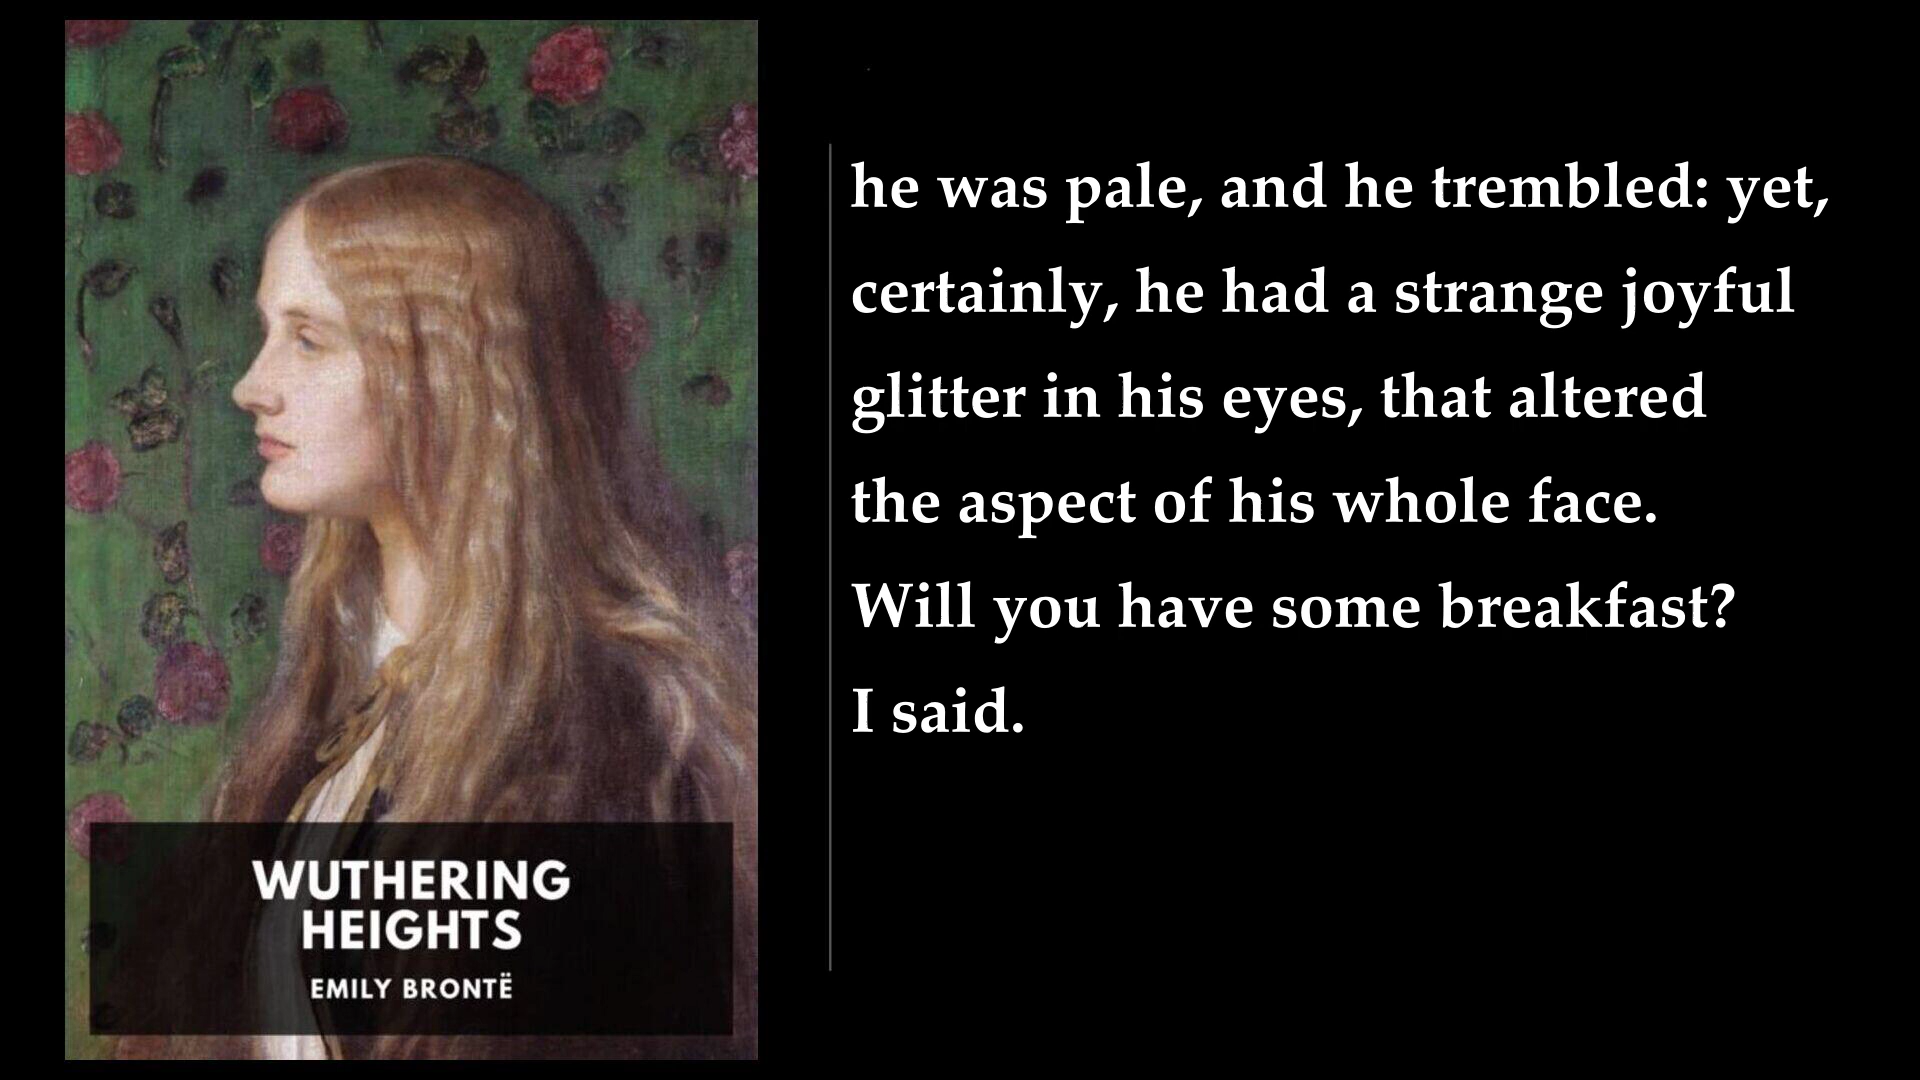 WUTHERING
HEIGHTS
EMILY BRONTË
he was pale, and he trembled: yet,
certainly, he had a strange joyful
glitter in his eyes, that altered
the aspect of his whole face.
Will you have some breakfast?
I said.